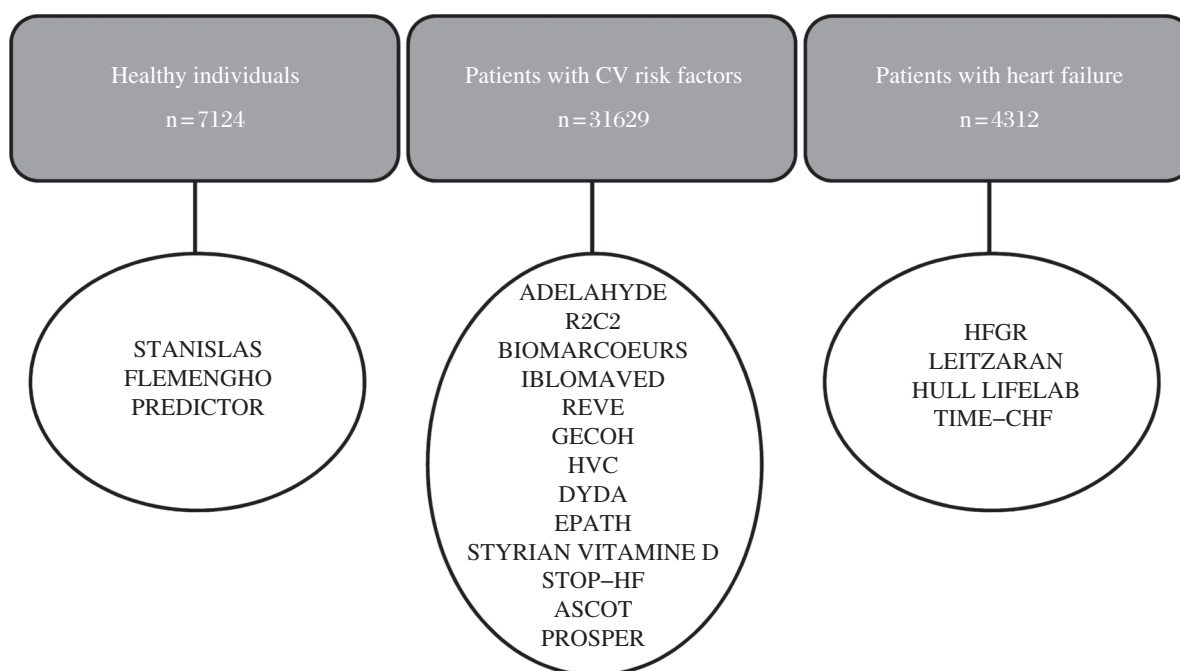 Healthy individuals
n=7124
Patients with CV risk factors
n=31629
Patients with heart failure
n=4312
STANISLAS
FLEMENGHO
PREDICTOR
ADELAHYDE
R2C2
BIOMARCOEURS
IBLOMAVED
REVE
GECOH
HVC
DYDA
EPATH
STYRIAN VITAMINE D
STOP−HF
ASCOT
PROSPER
HFGR
LEITZARAN
HULL LIFELAB
TIME−CHF